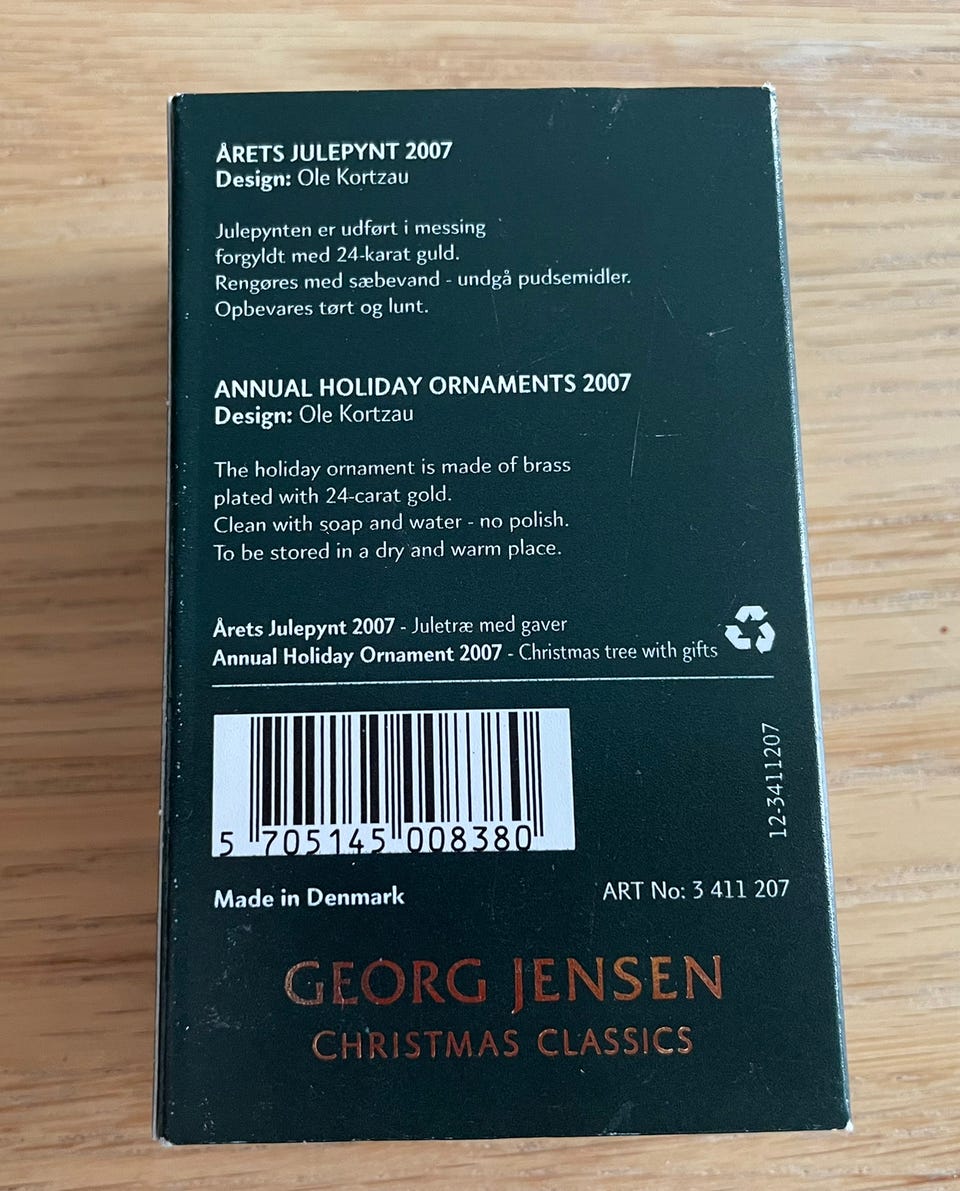 ÅRETS JULEPYNT 2007
Design: Ole Kortzau
Julepynten er udført i messing
forgyldt med 24-karat guld.
Rengøres med sæbevand - undgå pudsemidler.
Opbevares tørt og lunt.
ANNUAL HOLIDAY ORNAMENTS 2007
Design: Ole Kortzau
The holiday ornament is made of brass
plated with 24-carat gold.
Clean with soap and water - no polish.
To be stored in a dry and warm place.
Årets Julepynt 2007 - Juletræ med gaver
Annual Holiday Ornament 2007 - Christmas tree with gifts
12-3411207
5 705145 008380
Made in Denmark
ART No: 3 411 207
GEORG JENSEN
CHRISTMAS CLASSICS